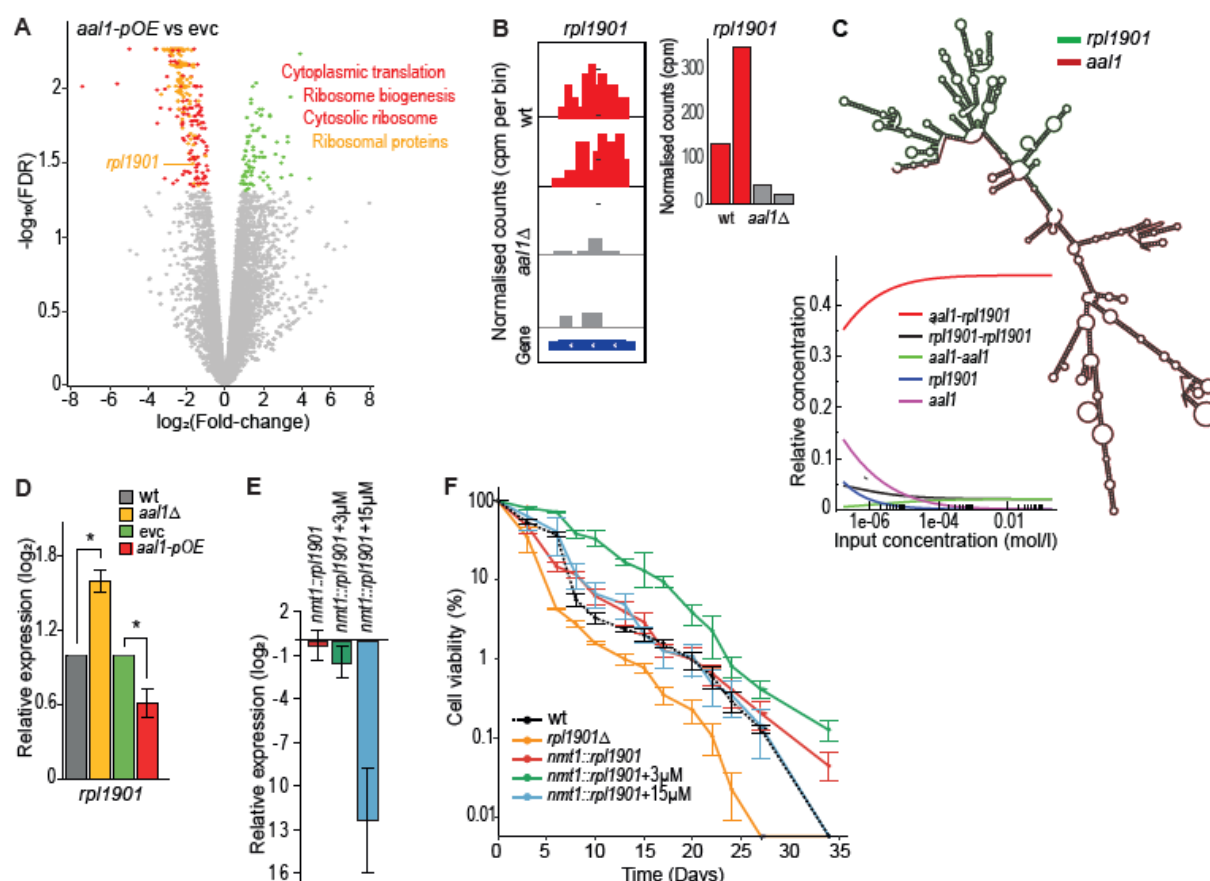 A
aal1-pOE vs evc
Cytoplasmic translation
Ribosome biogenesis
Cytosolic ribosome
Ribosomal proteins
rpl1901
-log₁₀(FDR)
2
1.5
1
0.5
0
-8 -6 -4 -2 0 2 4 6 8
log₂(Fold-change)
B
rpl1901
Normalised counts (cpm per bin)
wt
aal1Δ
Gene
rpl1901
Normalised counts (cpm)
300
200
100
0
wt aal1Δ
C
rpl1901
aal1
Relative concentration
0.4
0.2
0
aal1-rpl1901
rpl1901-rpl1901
aal1-aal1
rpl1901
aal1
1e-06 1e-04 0.01
Input concentration (mol/l)
D
wt
aal1Δ
evc
aal1-pOE
Relative expression (log₂)
1.8
1.2
0.6
0
* *
rpl1901
E
nmt1::rpl1901
nmt1::rpl1901+3μM
nmt1::rpl1901+15μM
Relative expression (log₂)
2
-1
-4
-7
10
13
16
F
Cell viability (%)
100
10
1
0.1
0.01
wt
rpl1901Δ
nmt1::rpl1901
nmt1::rpl1901+3μM
nmt1::rpl1901+15μM
0 5 10 15 20 25 30 35
Time (Days)